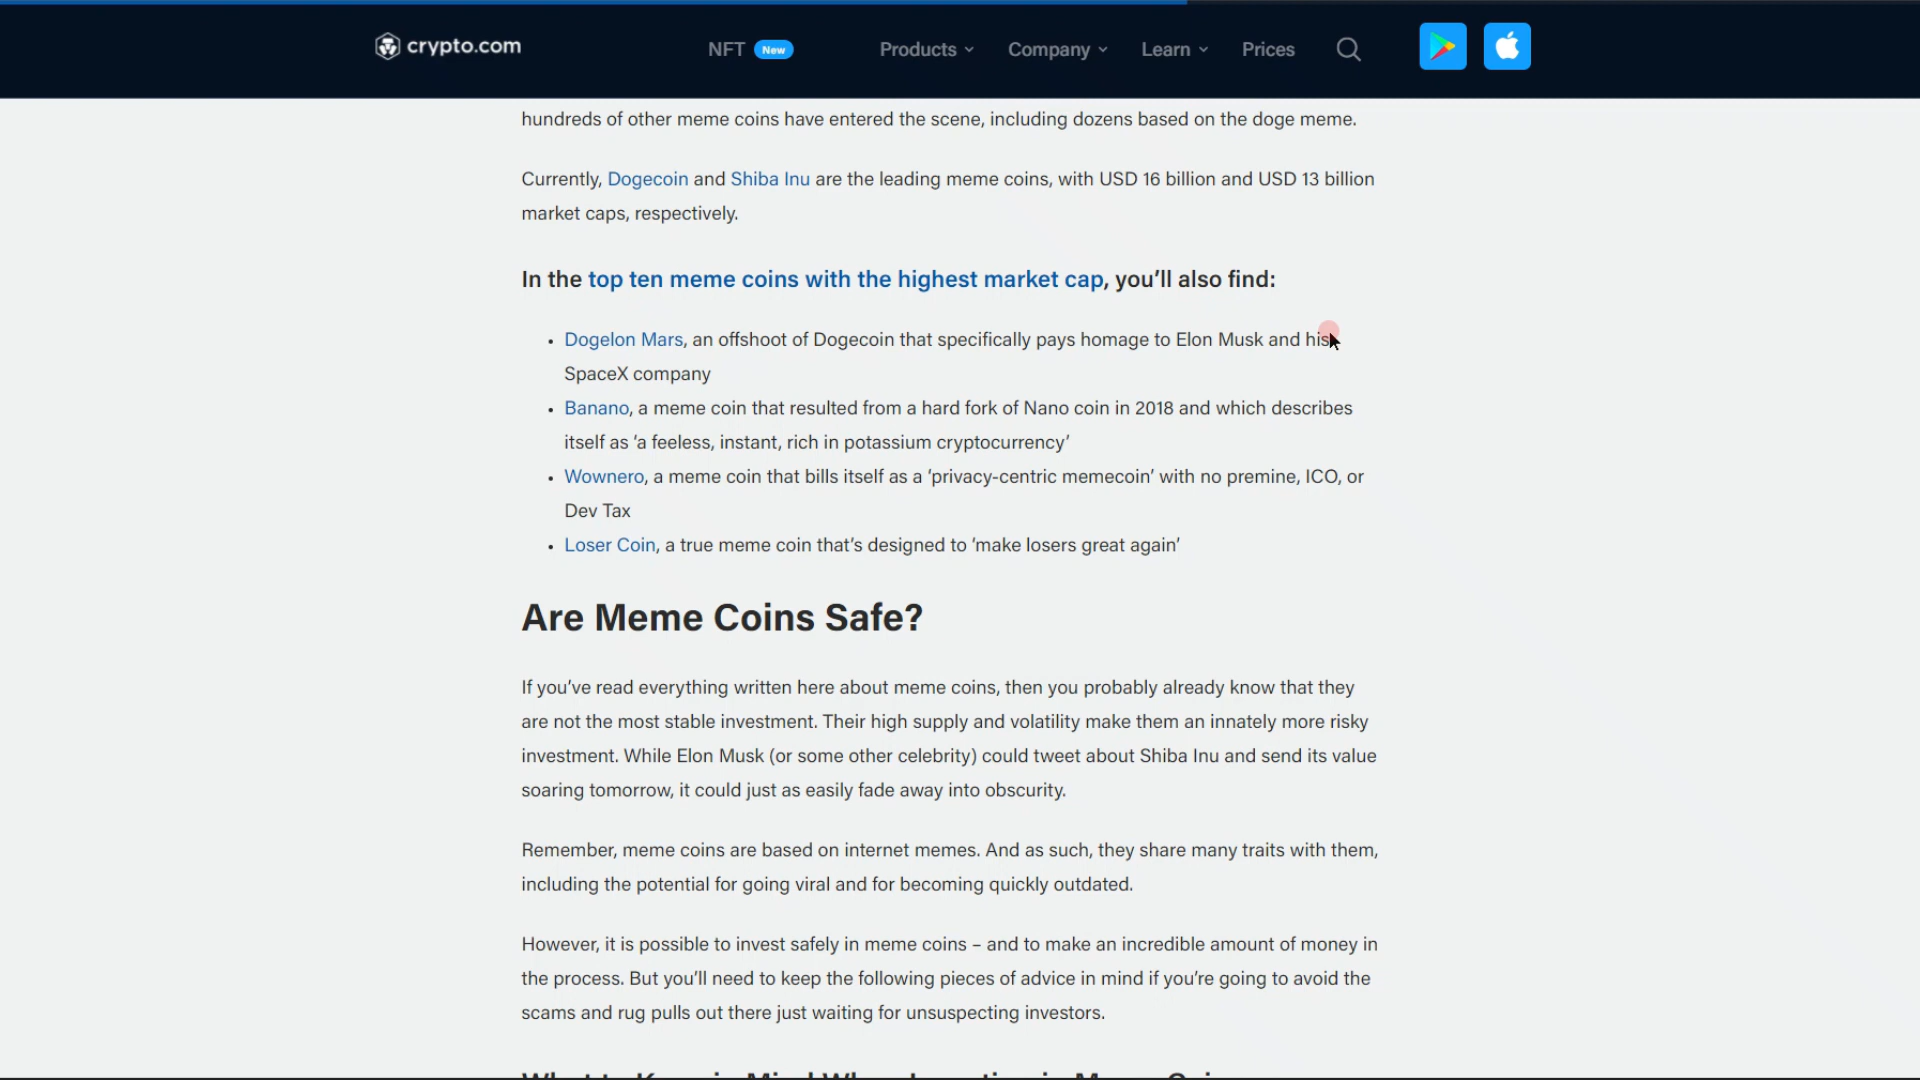 crypto.com
NFT New Products Company Learn Prices
hundreds of other meme coins have entered the scene, including dozens based on the doge meme.
Currently, Dogecoin and Shiba Inu are the leading meme coins, with USD 16 billion and USD 13 billion
market caps, respectively.
In the top ten meme coins with the highest market cap, you’ll also find:
• Dogelon Mars, an offshoot of Dogecoin that specifically pays homage to Elon Musk and his
SpaceX company
• Banano, a meme coin that resulted from a hard fork of Nano coin in 2018 and which describes
itself as ‘a feeless, instant, rich in potassium cryptocurrency’
• Wownero, a meme coin that bills itself as a ‘privacy-centric memecoin’ with no premine, ICO, or
Dev Tax
• Loser Coin, a true meme coin that’s designed to ‘make losers great again’
Are Meme Coins Safe?
If you’ve read everything written here about meme coins, then you probably already know that they
are not the most stable investment. Their high supply and volatility make them an innately more risky
investment. While Elon Musk (or some other celebrity) could tweet about Shiba Inu and send its value
soaring tomorrow, it could just as easily fade away into obscurity.
Remember, meme coins are based on internet memes. And as such, they share many traits with them,
including the potential for going viral and for becoming quickly outdated.
However, it is possible to invest safely in meme coins – and to make an incredible amount of money in
the process. But you’ll need to keep the following pieces of advice in mind if you’re going to avoid the
scams and rug pulls out there just waiting for unsuspecting investors.